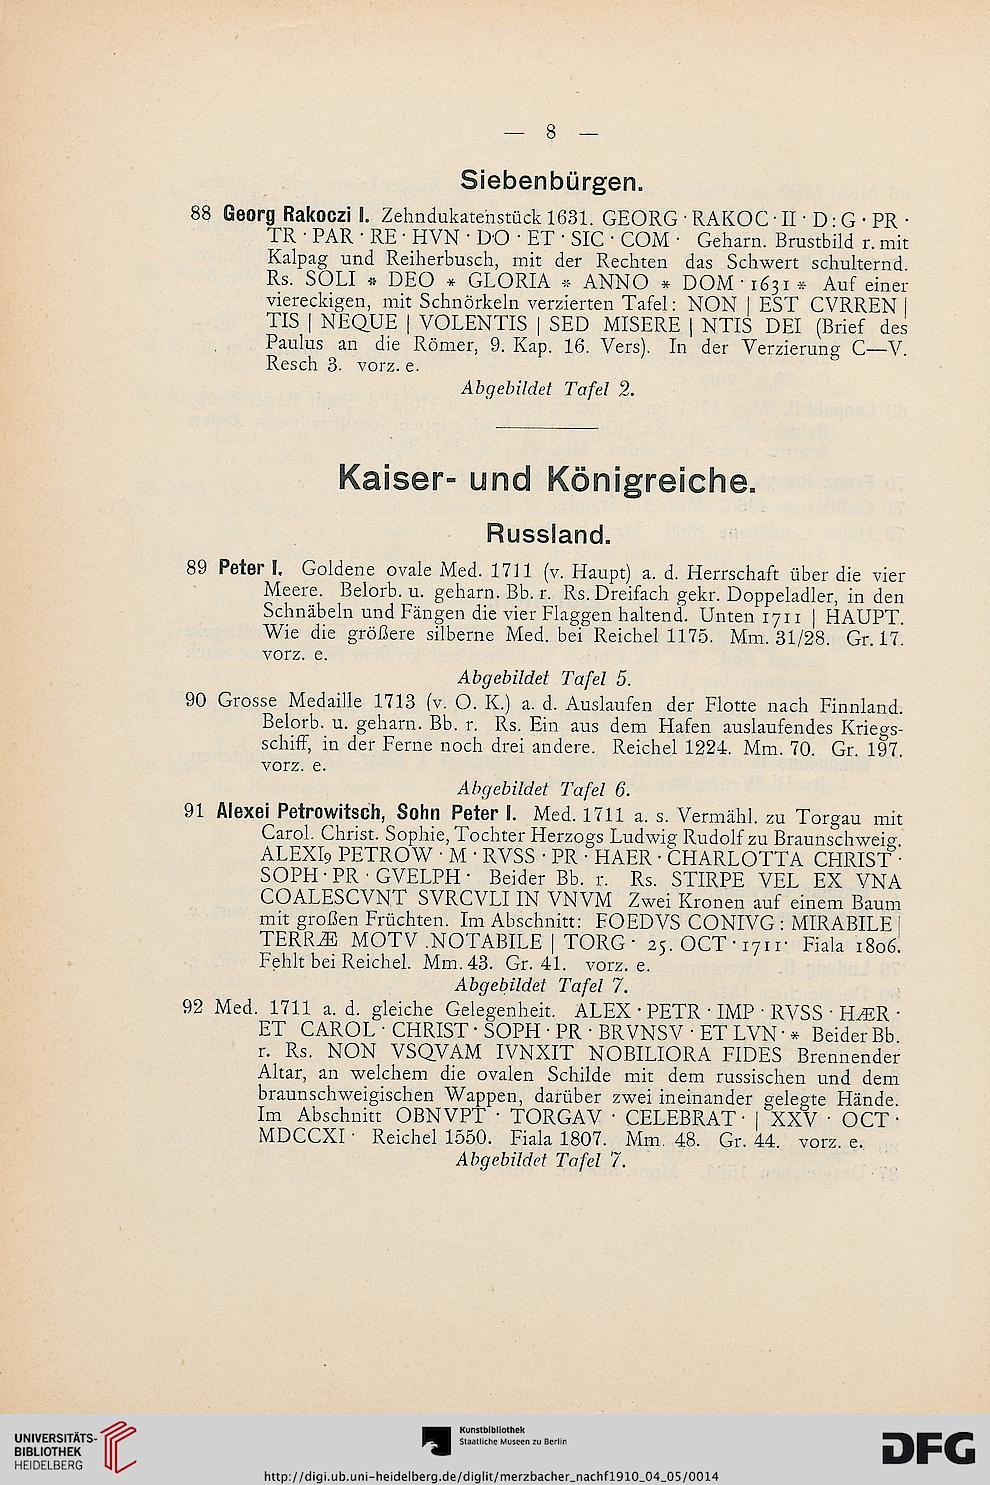 — 8 —
Siebenbürgen.
88 Georg Rakoczi I. Zehndukatenstück 1631. GEORG · RAKOC · II · D : G · PR ·
TR · PAR · RE · HVN · DO · ET · SIC · COM · Geharn. Brustbild r. mit
Kalpag und Reiherbusch, mit der Rechten das Schwert schulternd.
Rs. SOLI * DEO * GLORIA * ANNO * DOM · 1631 * Auf einer
viereckigen, mit Schnörkeln verzierten Tafel: NON | EST CVRREN |
TIS | NEQUE | VOLENTIS | SED MISERE | NTIS DEI (Brief des
Paulus an die Römer, 9. Kap. 16. Vers). In der Verzierung C—V.
Resch 3. vorz. e.
Abgebildet Tafel 2.
Kaiser- und Königreiche.
Russland.
89 Peter I. Goldene ovale Med. 1711 (v. Haupt) a. d. Herrschaft über die vier
Meere. Belorb. u. geharn. Bb. r. Rs. Dreifach gekr. Doppeladler, in den
Schnäbeln und Fängen die vier Flaggen haltend. Unten 1711 | HAUPT.
Wie die größere silberne Med. bei Reichel 1175. Mm. 31/28. Gr. 17.
vorz. e.
Abgebildet Tafel 5.
90 Grosse Medaille 1713 (v. O. K.) a. d. Auslaufen der Flotte nach Finnland.
Belorb. u. geharn. Bb. r. Rs. Ein aus dem Hafen auslaufendes Kriegs-
schiff, in der Ferne noch drei andere. Reichel 1224. Mm. 70. Gr. 197.
vorz. e.
Abgebildet Tafel 6.
91 Alexei Petrowitsch, Sohn Peter I. Med. 1711 a. s. Vermähl. zu Torgau mit
Carol. Christ. Sophie, Tochter Herzogs Ludwig Rudolf zu Braunschweig.
ALEXI9 PETROW · M · RVSS · PR · HAER · CHARLOTTA CHRIST ·
SOPH · PR · GVELPH · Beider Bb. r. Rs. STIRPE VEL EX VNA
COALESCVNT SVRCVLI IN VNVM Zwei Kronen auf einem Baum
mit großen Früchten. Im Abschnitt: FOEDVS CONIVG : MIRABILE |
TERRÆ MOTV . NOTABILE | TORG · 25. OCT · 1711 · Fiala 1806.
Fehlt bei Reichel. Mm. 43. Gr. 41. vorz. e.
Abgebildet Tafel 7.
92 Med. 1711 a. d. gleiche Gelegenheit. ALEX · PETR · IMP · RVSS · HÆR ·
ET CAROL · CHRIST · SOPH · PR · BRVNSV · ET LVN · * Beider Bb.
r. Rs. NON VSQVAM IVNXIT NOBILIORA FIDES Brennender
Altar, an welchem die ovalen Schilde mit dem russischen und dem
braunschweigischen Wappen, darüber zwei ineinander gelegte Hände.
Im Abschnitt OBNVPT · TORGAV · CELEBRAT · | XXV · OCT ·
MDCCXI · Reichel 1550. Fiala 1807. Mm. 48. Gr. 44. vorz. e.
Abgebildet Tafel 7.
UNIVERSITÄTS-
BIBLIOTHEK
HEIDELBERG
Kunstbibliothek
Staatliche Museen zu Berlin
DFG
http://digi.ub.uni-heidelberg.de/diglit/merzbacher_nachf1910_04_05/0014